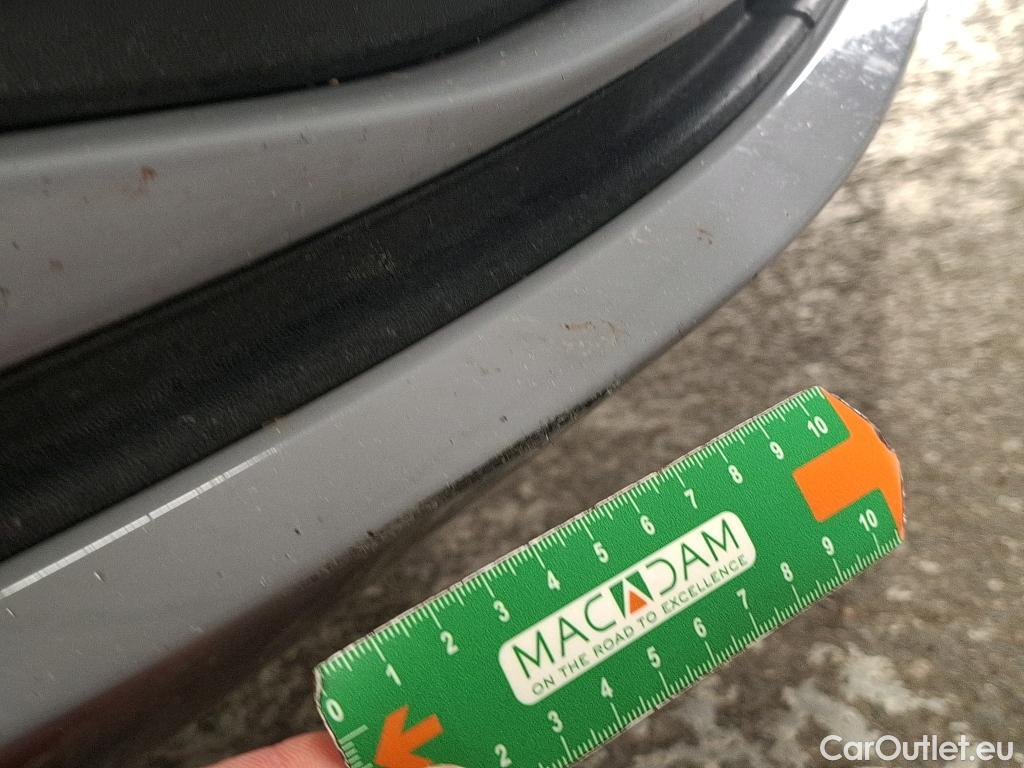 0 1 2 3 4 5 6 7 8 9 10
MACADAM
ON THE ROAD TO EXCELLENCE
2 3 4 5 6 7 8 9 10
CarOutlet.eu